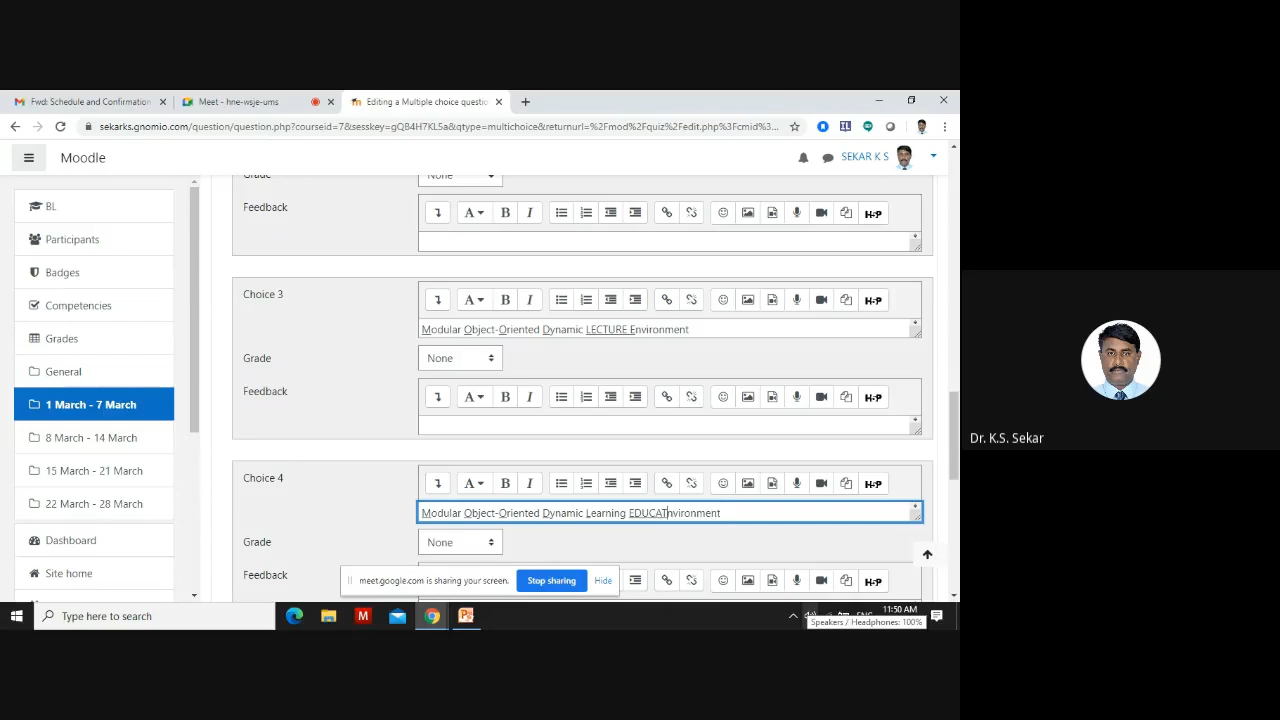 Fwd: Schedule and Confirmation
Meet - hne-wsje-ums
Editing a Multiple choice questio
sekarks.gnomio.com/question/question.php?courseid=7&sesskey=gQB4H7KL5a&qtype=multichoice&returnurl=%2Fmod%2Fquiz%2Fedit.php%3Fcmid%3...
Moodle
SEKAR K S
BL
Participants
Badges
Competencies
Grades
General
1 March - 7 March
8 March - 14 March
15 March - 21 March
22 March - 28 March
Dashboard
Site home
Grade
None
Feedback
A B I H-P
Choice 3
A B I H-P
Modular Object-Oriented Dynamic LECTURE Environment
Grade
None
Feedback
A B I H-P
Choice 4
A B I H-P
Modular Object-Oriented Dynamic Learning EDUCATnvironment
Grade
None
Feedback
H-P
meet.google.com is sharing your screen.
Stop sharing
Hide
Type here to search
ENG
11:50 AM
Speakers / Headphones: 100%
Dr. K.S. Sekar